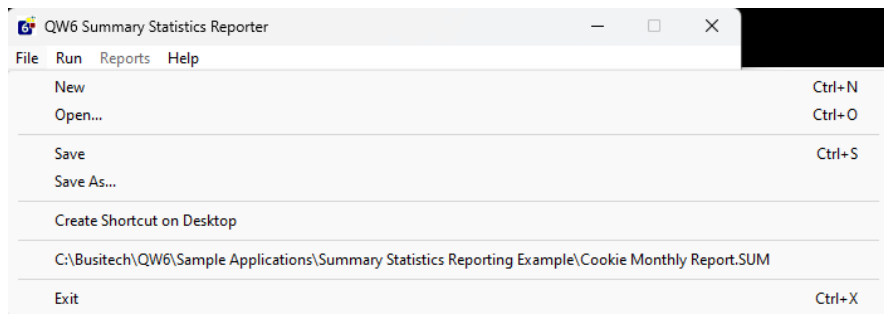 QW6 Summary Statistics Reporter
File Run Reports Help
New Ctrl+N
Open... Ctrl+O
Save Ctrl+S
Save As...
Create Shortcut on Desktop
C:\Busitech\QW6\Sample Applications\Summary Statistics Reporting Example\Cookie Monthly Report.SUM
Exit Ctrl+X